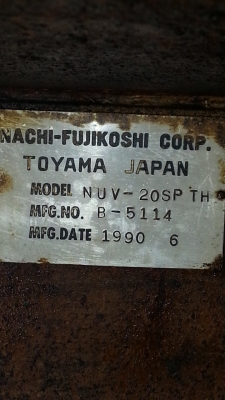 NACHI-FUJIKOSHI CORP.
TOYAMA JAPAN
MODEL NUV-20SP TH
MFG.NO. B-5114
MFG.DATE 1990 6